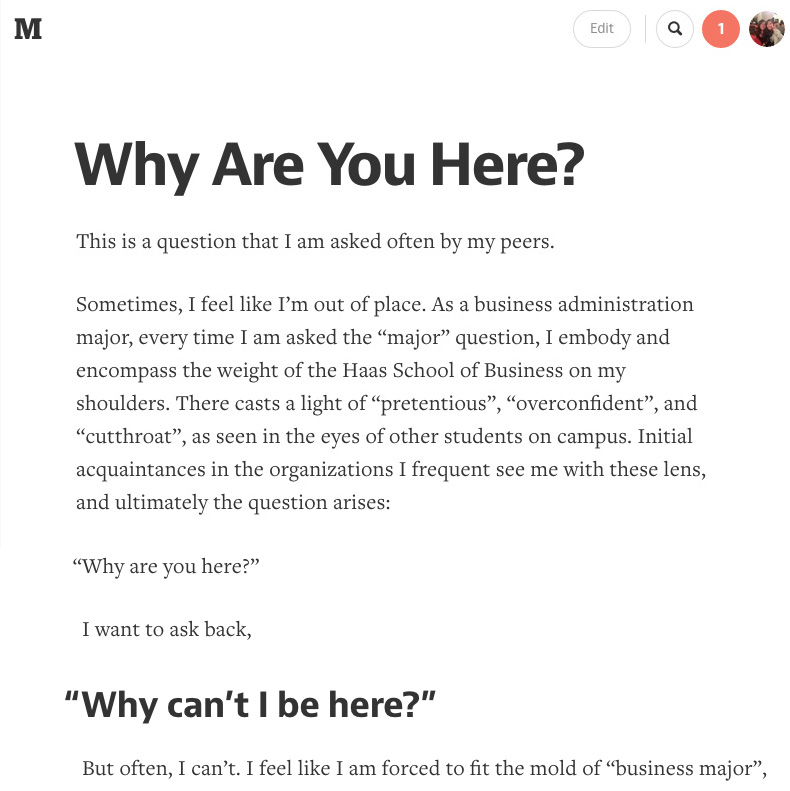 M
Edit
1
Why Are You Here?
This is a question that I am asked often by my peers.
Sometimes, I feel like I’m out of place. As a business administration
major, every time I am asked the “major” question, I embody and
encompass the weight of the Haas School of Business on my
shoulders. There casts a light of “pretentious”, “overconfident”, and
“cutthroat”, as seen in the eyes of other students on campus. Initial
acquaintances in the organizations I frequent see me with these lens,
and ultimately the question arises:
“Why are you here?”
I want to ask back,
“Why can’t I be here?”
But often, I can’t. I feel like I am forced to fit the mold of “business major”,